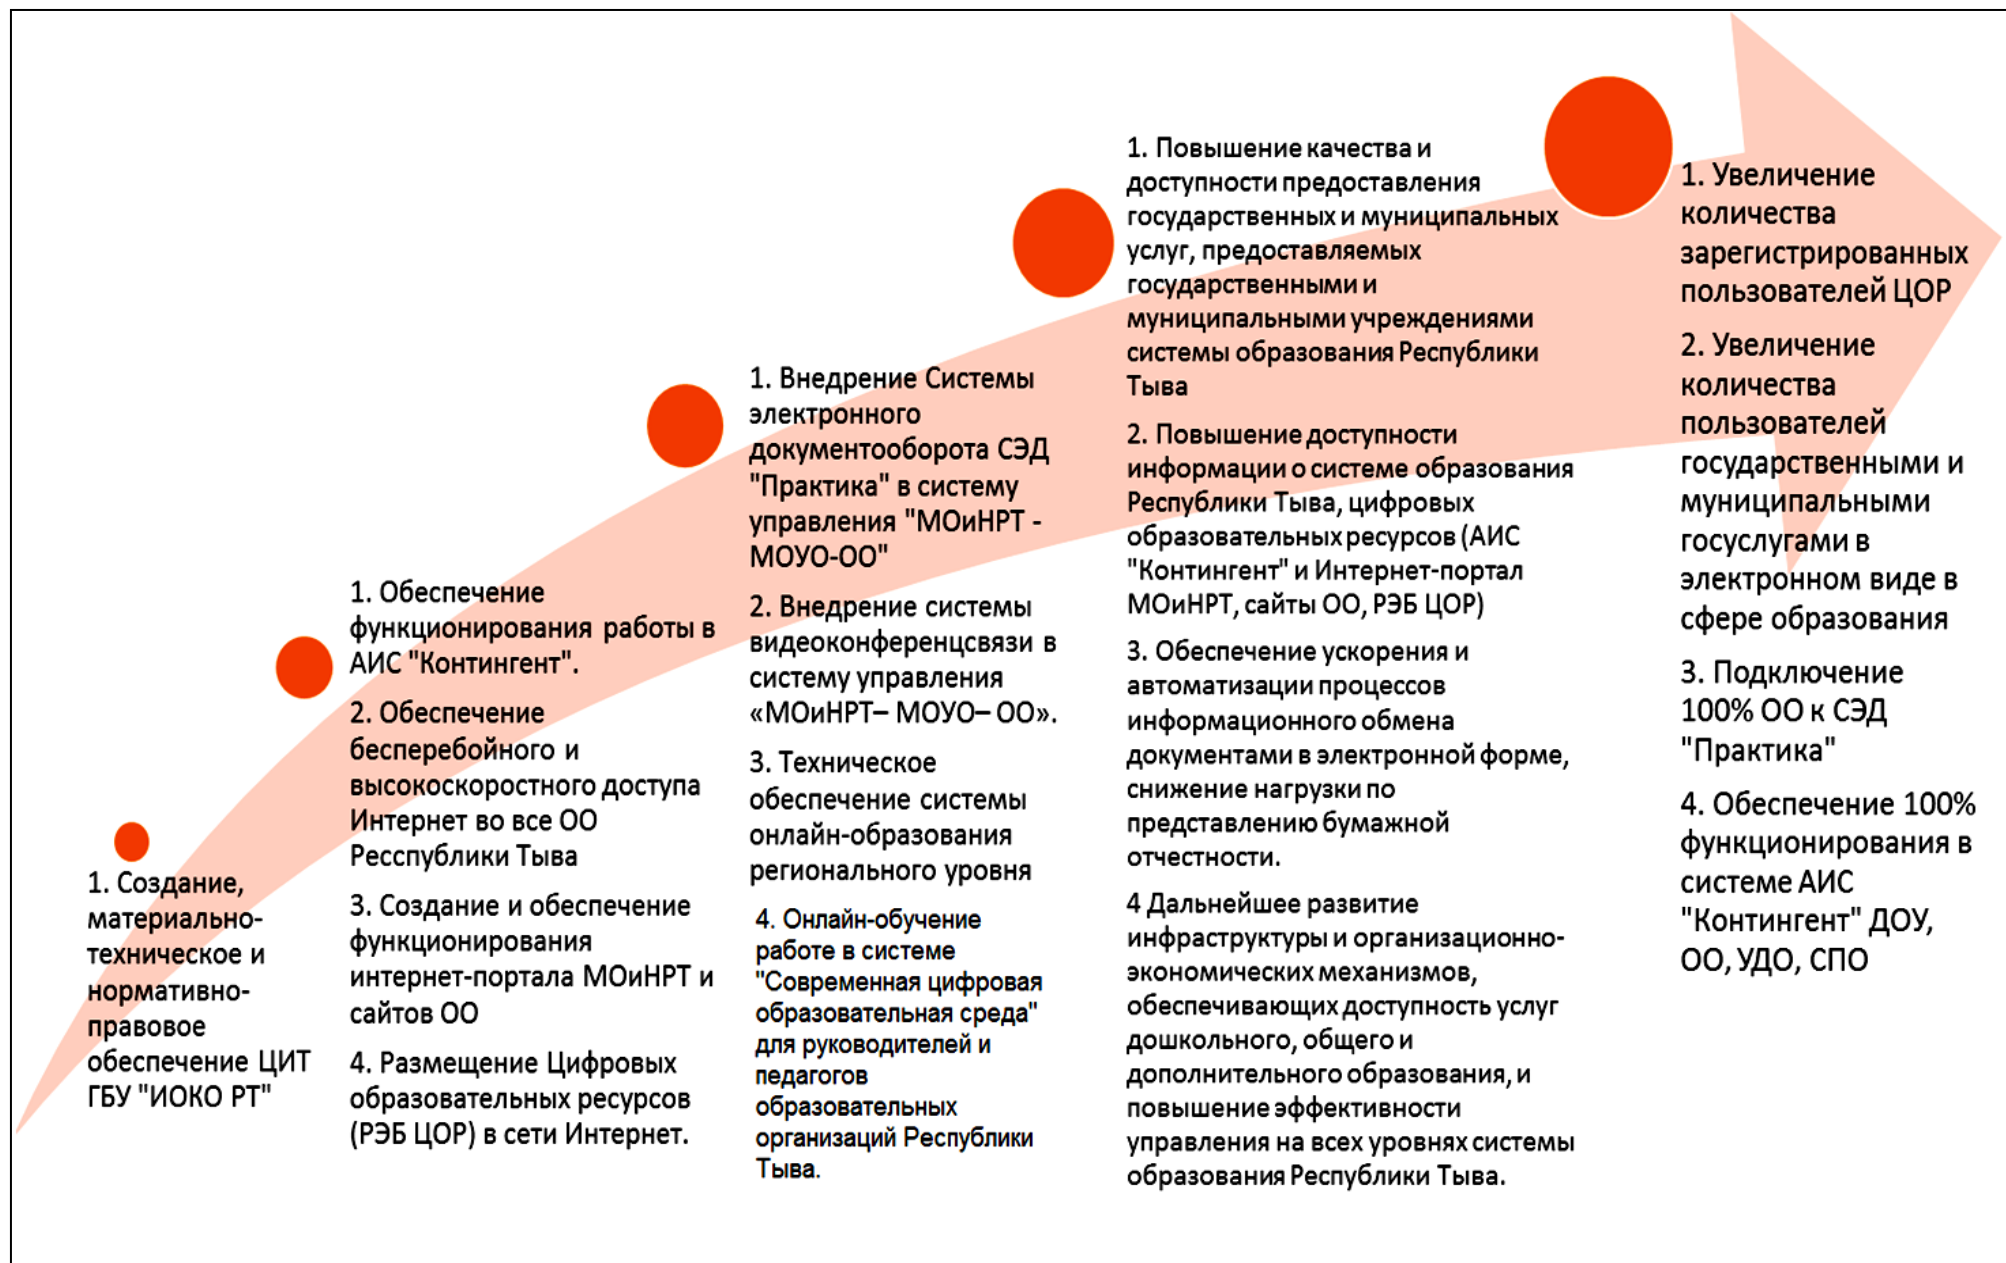 1. Создание,
материально-
техническое и
нормативно-
правовое
обеспечение ЦИТ
ГБУ "ИОКО РТ"
1. Обеспечение
функционирования работы в
АИС "Контингент".
2. Обеспечение
бесперебойного и
высокоскоростного доступа
Интернет во все ОО
Ресспублики Тыва
3. Создание и обеспечение
функционирования
интернет-портала МОиНРТ и
сайтов ОО
4. Размещение Цифровых
образовательных ресурсов
(РЭБ ЦОР) в сети Интернет.
1. Внедрение Системы
электронного
документооборота СЭД
"Практика" в систему
управления "МОиНРТ -
МОУО-ОО"
2. Внедрение системы
видеоконференцсвязи в
систему управления
«МОиНРТ– МОУО– ОО».
3. Техническое
обеспечение системы
онлайн-образования
регионального уровня
4. Онлайн-обучение
работе в системе
"Современная цифровая
образовательная среда"
для руководителей и
педагогов
образовательных
организаций Республики
Тыва.
1. Повышение качества и
доступности предоставления
государственных и муниципальных
услуг, предоставляемых
государственными и
муниципальными учреждениями
системы образования Республики
Тыва
2. Повышение доступности
информации о системе образования
Республики Тыва, цифровых
образовательных ресурсов (АИС
"Контингент" и Интернет-портал
МОиНРТ, сайты ОО, РЭБ ЦОР)
3. Обеспечение ускорения и
автоматизации процессов
информационного обмена
документами в электронной форме,
снижение нагрузки по
представлению бумажной
отчестности.
4 Дальнейшее развитие
инфраструктуры и организационно-
экономических механизмов,
обеспечивающих доступность услуг
дошкольного, общего и
дополнительного образования, и
повышение эффективности
управления на всех уровнях системы
образования Республики Тыва.
1. Увеличение
количества
зарегистрированных
пользователей ЦОР
2. Увеличение
количества
пользователей
государственными и
муниципальными
госуслугами в
электронном виде в
сфере образования
3. Подключение
100% ОО к СЭД
"Практика"
4. Обеспечение 100%
функционирования в
системе АИС
"Контингент" ДОУ,
ОО, УДО, СПО